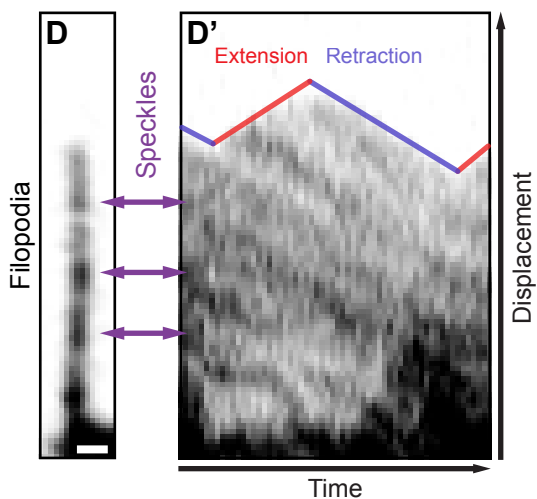 D
D'
Extension
Retraction
Speckles
Filopodia
Displacement
Time